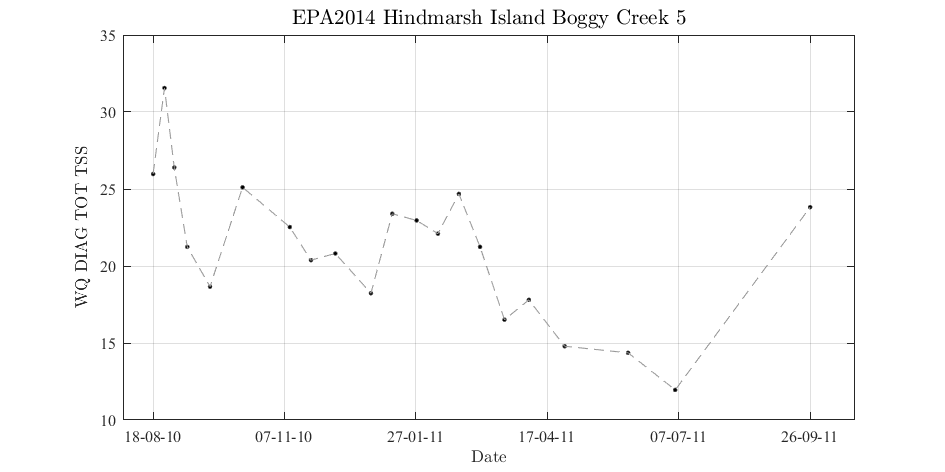 EPA2014 Hindmarsh Island Boggy Creek 5
35
30
25
20
15
10
WQ DIAG TOT TSS
18-08-10 07-11-10 27-01-11 17-04-11 07-07-11 26-09-11
Date